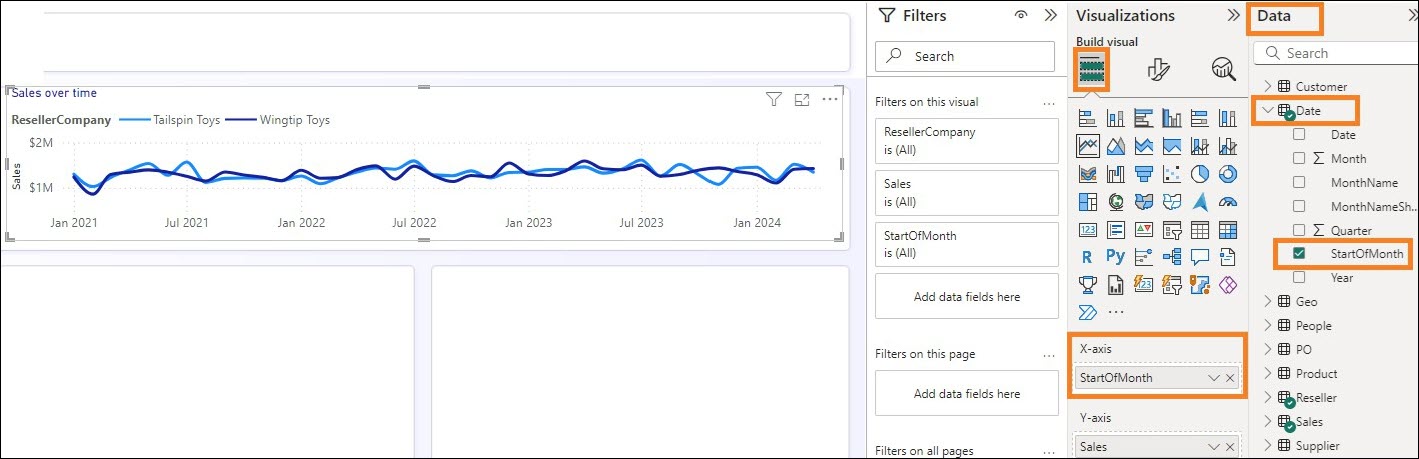 Sales over time
ResellerCompany Tailspin Toys Wingtip Toys
$2M
$1M
Sales
Jan 2021 Jul 2021 Jan 2022 Jul 2022 Jan 2023 Jul 2023 Jan 2024
Filters
Search
Filters on this visual
ResellerCompany
is (All)
Sales
is (All)
StartOfMonth
is (All)
Add data fields here
Filters on this page
Add data fields here
Filters on all pages
Visualizations
Build visual
123
R Py
123
X-axis
StartOfMonth
Y-axis
Sales
Data
Search
Customer
Date
Date
Σ Month
MonthName
MonthNameSh...
Σ Quarter
StartOfMonth
Year
Geo
People
PO
Product
Reseller
Sales
Supplier